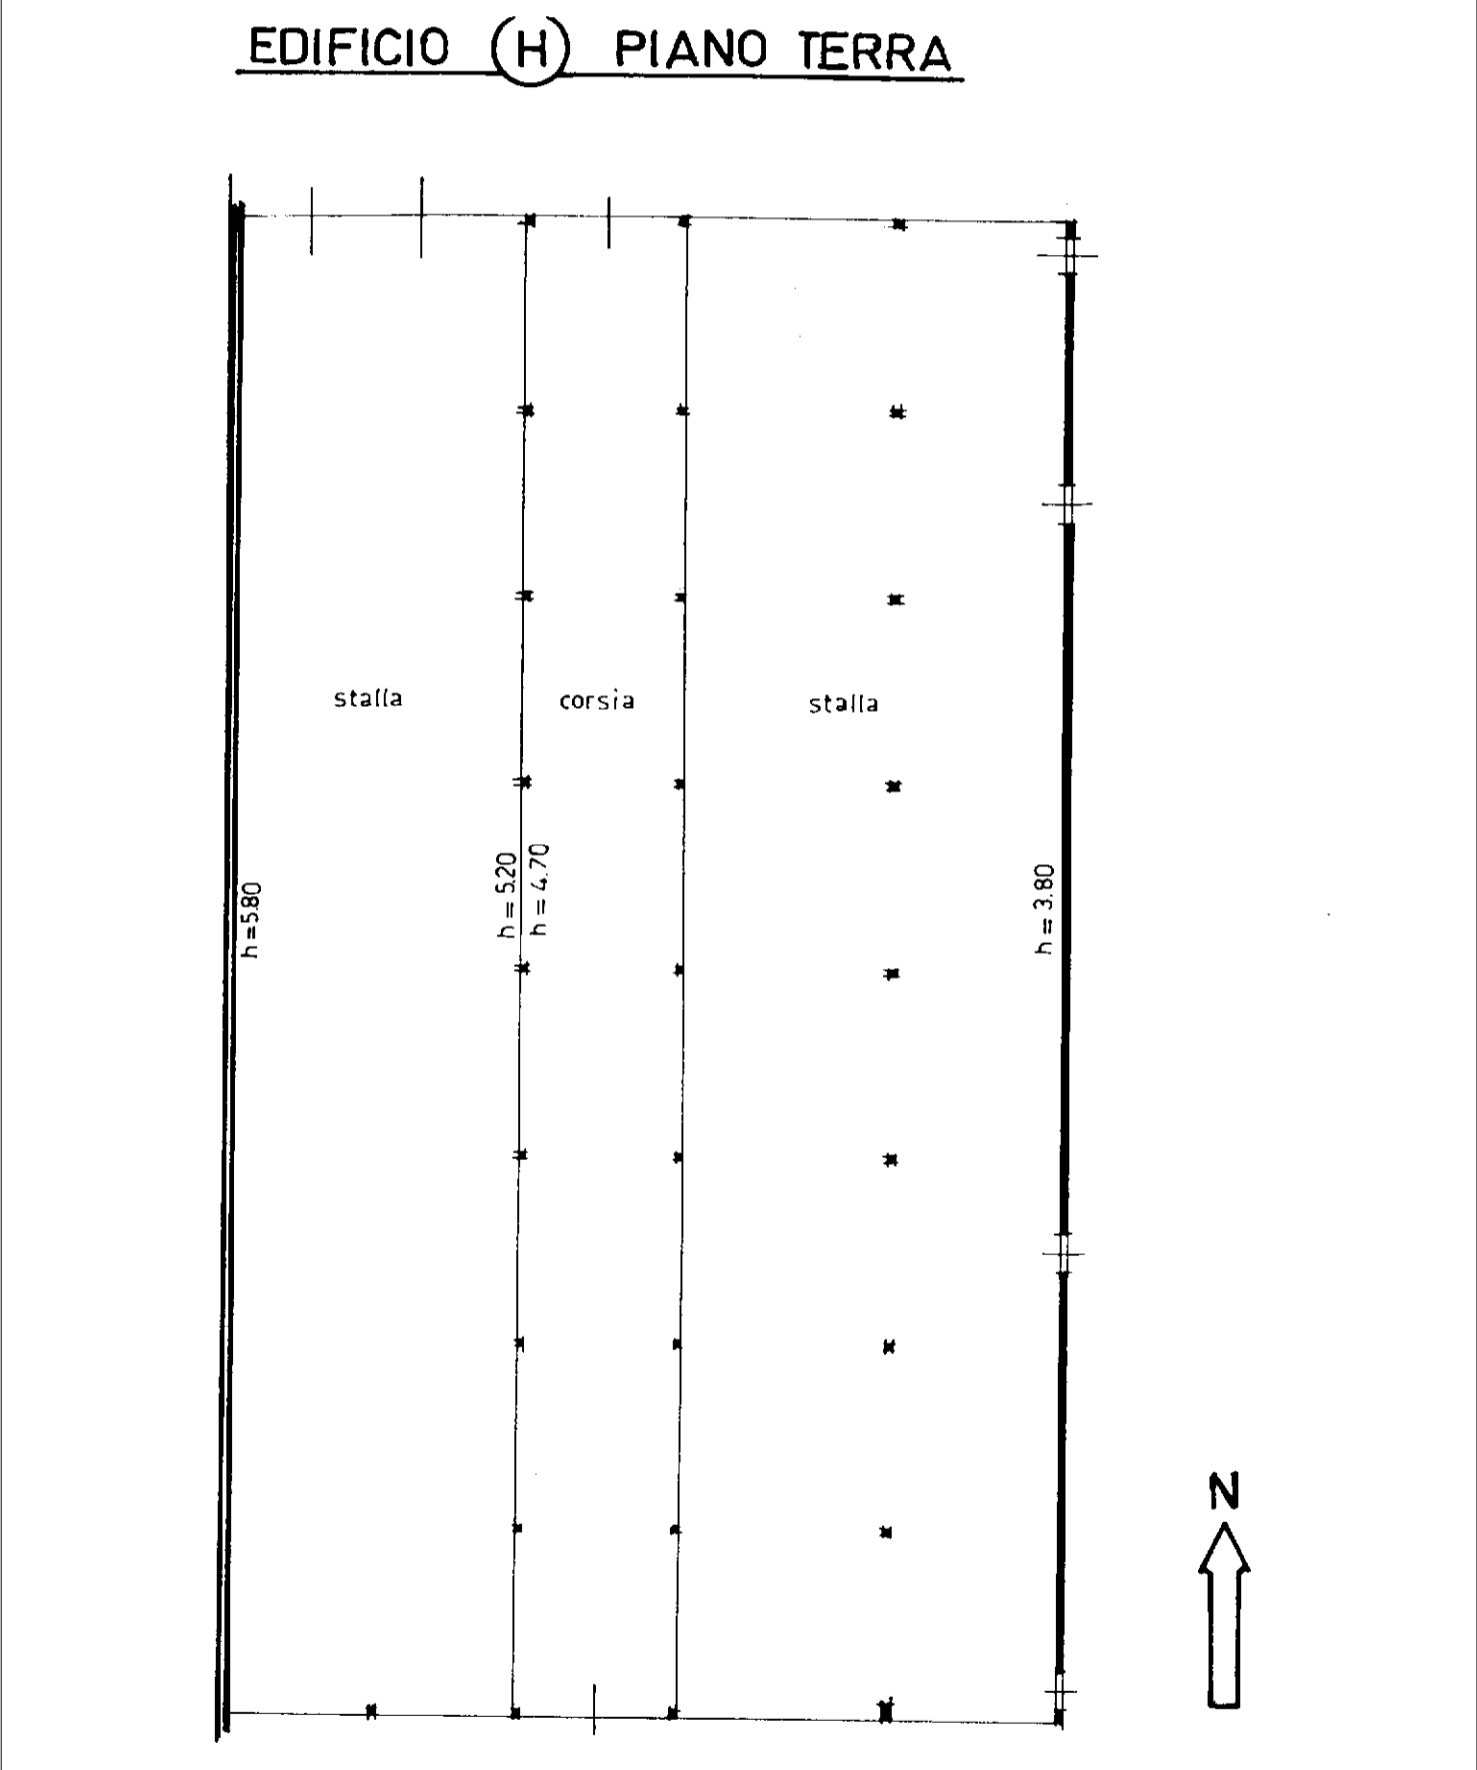 EDIFICIO (H) PIANO TERRA
stalla
corsia
stalla
h=5.80
h=5.20
h=4.70
h=3.80
N